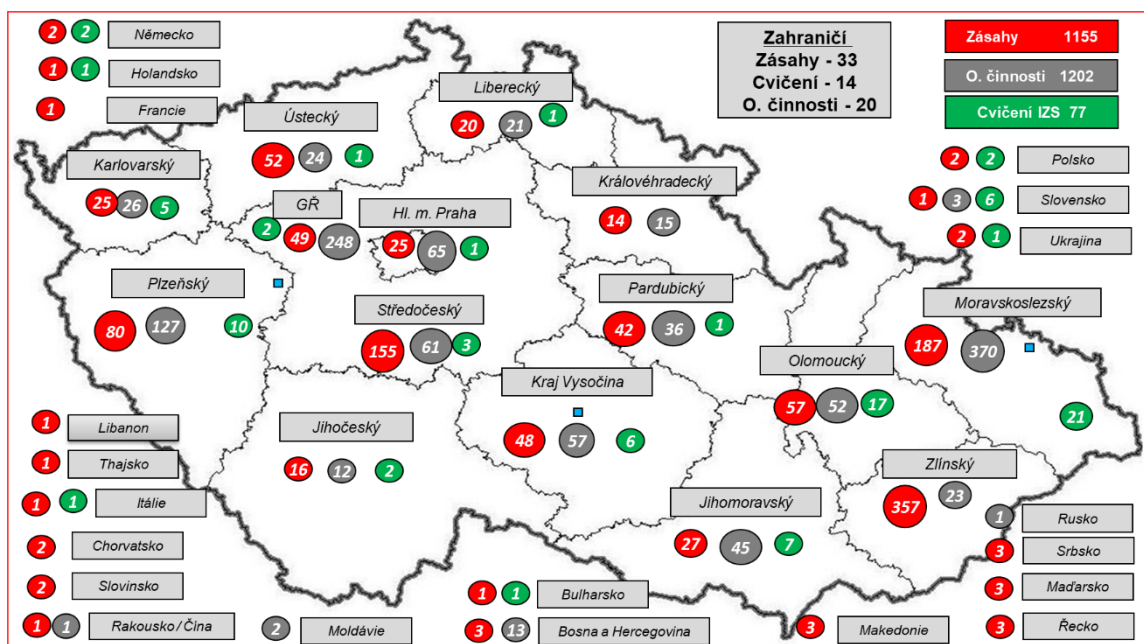 2 2 Německo
1 1 Holandsko
1 Francie
Zahraničí
Zásahy - 33
Cvičení - 14
O. činnosti - 20
Zásahy 1155
O. činnosti 1202
Cvičení IZS 77
Liberecký
20 21 1
Ústecký
52 24 1
Karlovarský
25 26 5
GŘ
2 49 248
Hl. m. Praha
25 65 1
Královéhradecký
14 15
2 2 Polsko
1 3 6 Slovensko
2 1 Ukrajina
Plzeňský
80 127 10
Středočeský
155 61 3
Pardubický
42 36 1
Moravskoslezský
187 370
21
Olomoucký
57 52 17
Kraj Vysočina
48 57 6
Jihočeský
16 12 2
Zlínský
357 23
Jihomoravský
27 45 7
1 Libanon
1 Thajsko
1 1 Itálie
2 Chorvatsko
2 Slovinsko
1 1 Rakousko / Čína
2 Moldávie
1 1 Bulharsko
3 13 Bosna a Hercegovina
3 Makedonie
1 Rusko
3 Srbsko
3 Maďarsko
3 Řecko